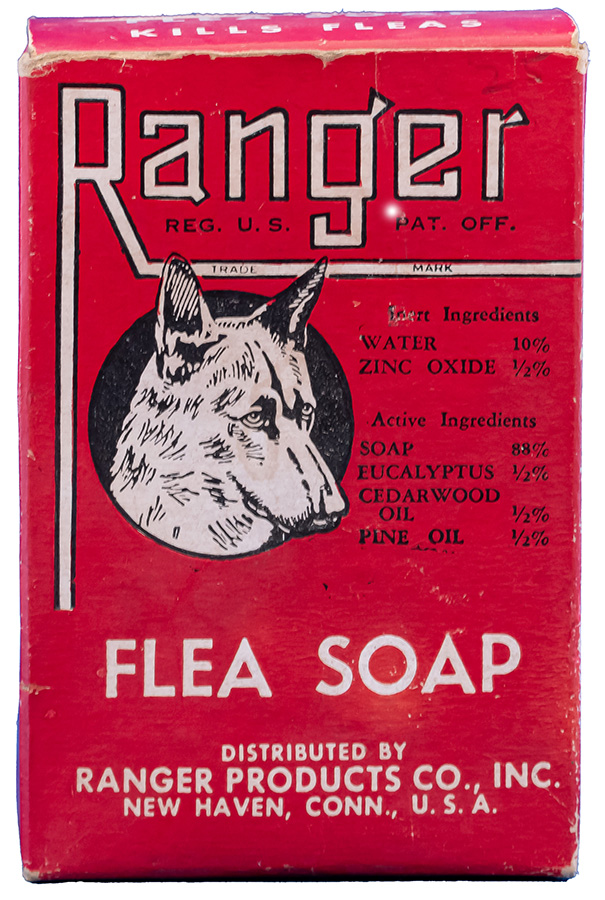 KILLS FLEAS
Ranger
REG. U. S. PAT. OFF.
TRADE MARK
Inert Ingredients
WATER 10%
ZINC OXIDE ½%
Active Ingredients
SOAP 88%
EUCALYPTUS ½%
CEDARWOOD
OIL ½%
PINE OIL ½%
FLEA SOAP
DISTRIBUTED BY
RANGER PRODUCTS CO., INC.
NEW HAVEN, CONN., U. S. A.